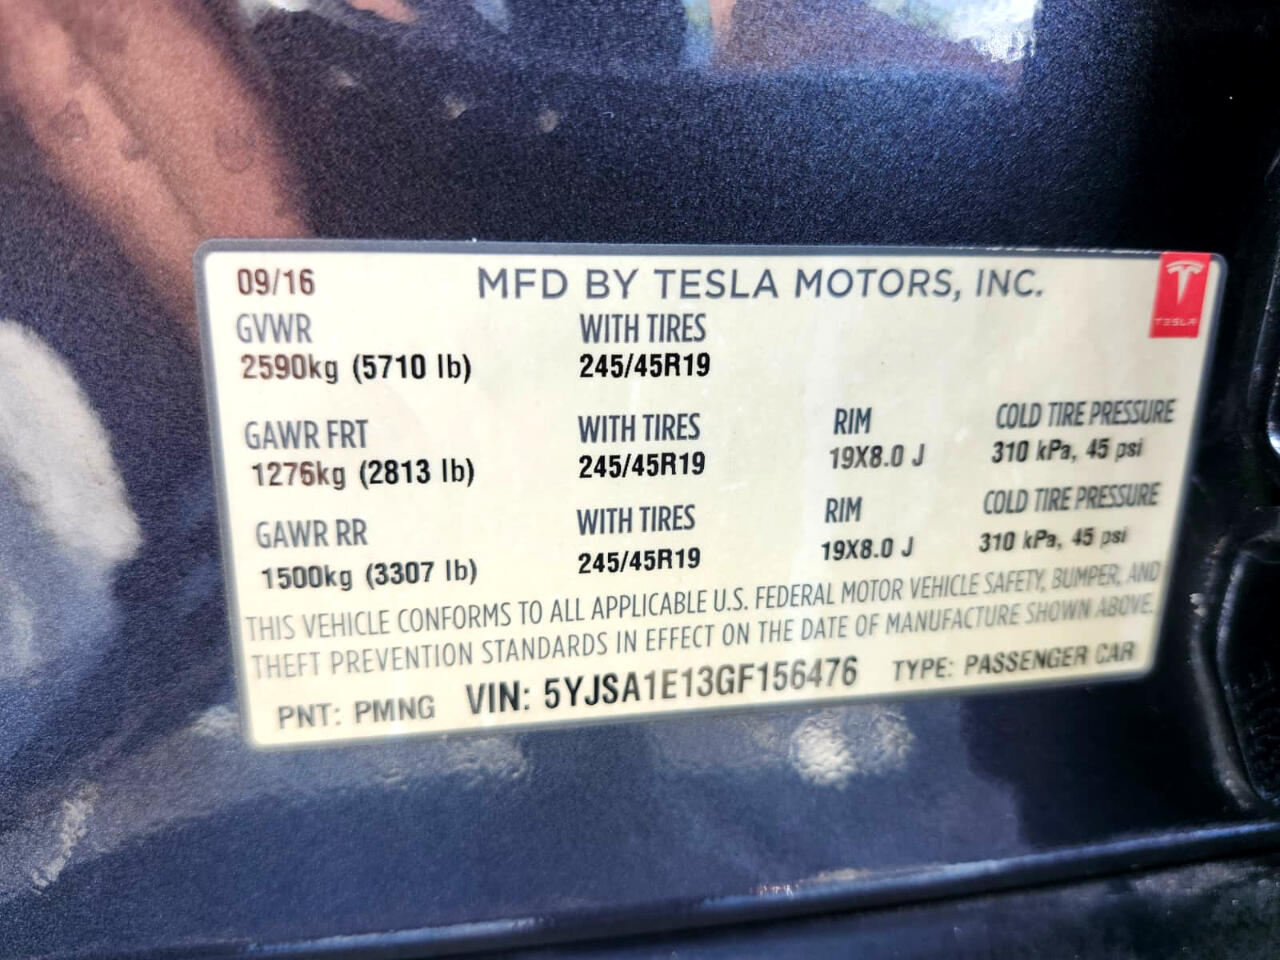 09/16 MFD BY TESLA MOTORS, INC.
TESLA
GVWR WITH TIRES
2590kg (5710 lb) 245/45R19
GAWR FRT WITH TIRES RIM COLD TIRE PRESSURE
1276kg (2813 lb) 245/45R19 19X8.0 J 310 kPa, 45 psi
GAWR RR WITH TIRES RIM COLD TIRE PRESSURE
1500kg (3307 lb) 245/45R19 19X8.0 J 310 kPa, 45 psi
THIS VEHICLE CONFORMS TO ALL APPLICABLE U.S. FEDERAL MOTOR VEHICLE SAFETY, BUMPER, AND
THEFT PREVENTION STANDARDS IN EFFECT ON THE DATE OF MANUFACTURE SHOWN ABOVE.
PNT: PMNG VIN: 5YJSA1E13GF156476 TYPE: PASSENGER CAR